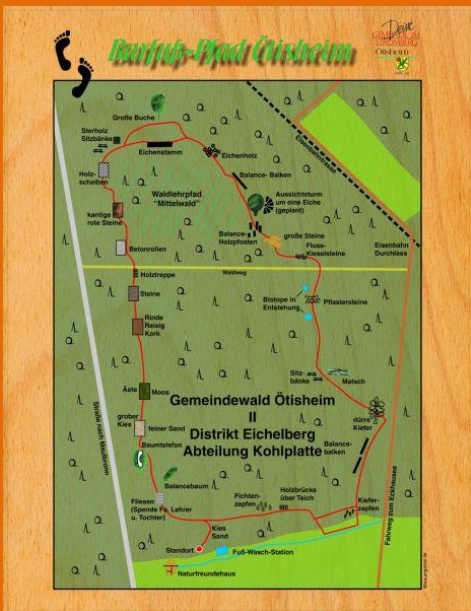 Barfuß-Pfad Ötisheim
Ötisheim
Große Buche
Sterholz
Sitzbänke
Eichenstamm
Eichenholz
Holz-
scheiben
Balance- Balken
Waldlehrpfad
"Mittelwald"
Aussichtsturm
um eine Eiche
(geplant)
kantige
rote Steine
Balance-
Holzpfosten
große Steine
Betonrollen
Fluss-
Kieselsteine
Eisenbahnstrasse
Eisenbahn
Durchlass
Waldweg
Holztreppe
Steine
Biotope in
Entstehung
Pflastersteine
Rinde
Reisig
Kork
Sitz-
bänke
Matsch
Äste
Moos
Gemeindewald Ötisheim
II
Distrikt Eichelberg
Abteilung Kohlplatte
dürre
Kiefer
grober
Kies
feiner Sand
Baumtelefon
Balance-
balken
Straße nach Maulbronn
Balancebaum
Fliesen
(Spende Fa. Lehrer
u. Tochter)
Fichten-
zapfen
Holzbrücke
über Teich
Kiefer-
zapfen
Kies
Sand
Standort
Fuß-Wasch-Station
Naturfreundehaus
Fahrweg zum Eckhausee